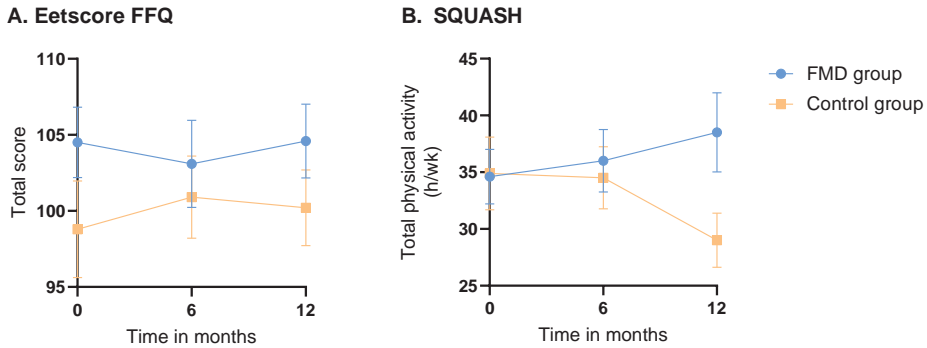 A. Eetscore FFQ
110
105
100
95
Total score
0 6 12
Time in months
B. SQUASH
45
40
35
30
25
Total physical activity
(h/wk)
0 6 12
Time in months
FMD group
Control group